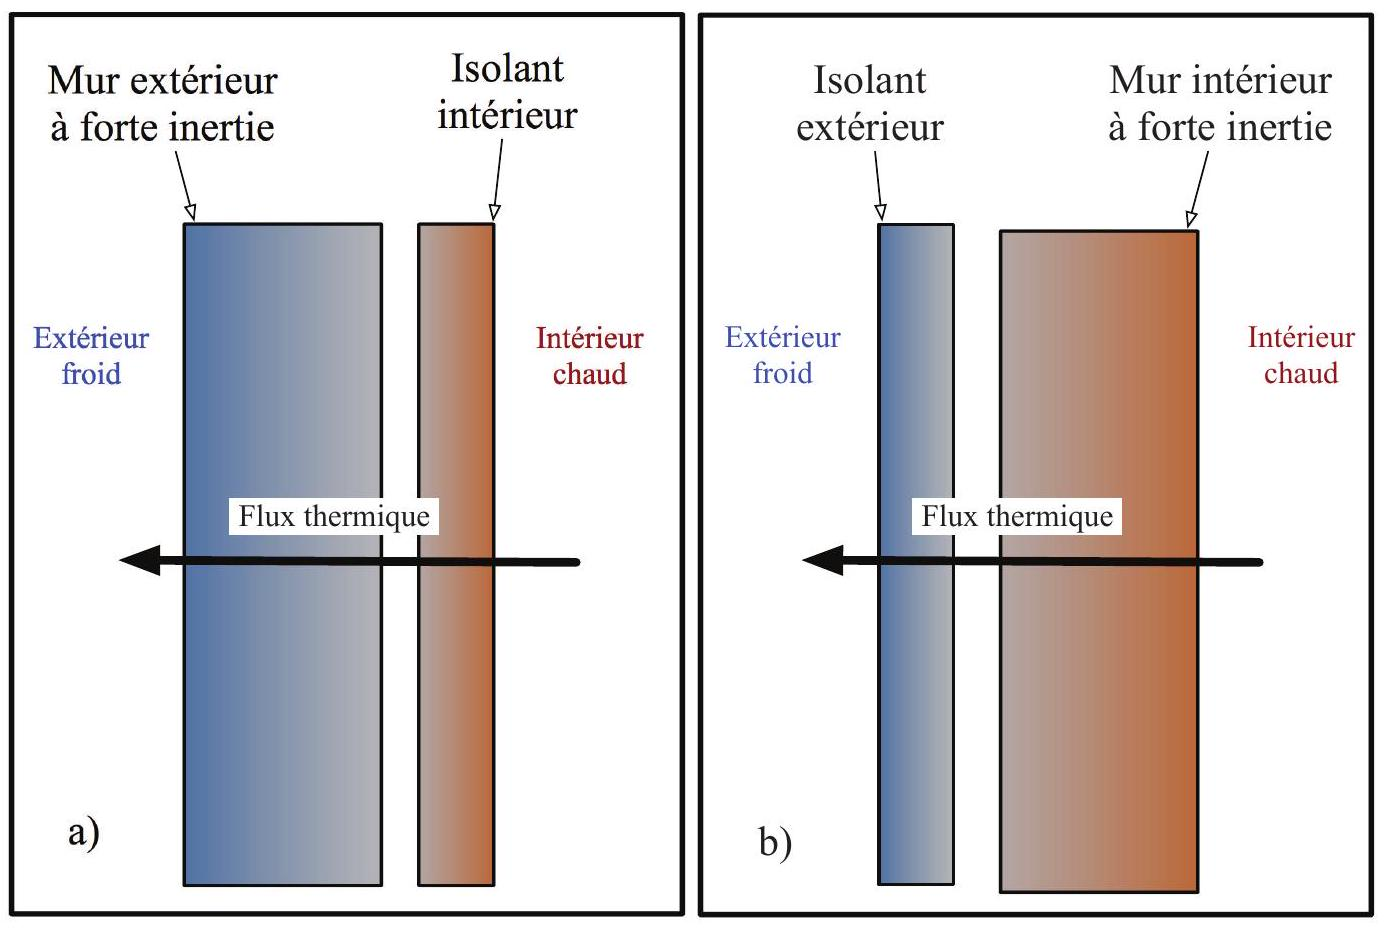 Mur extérieur
à forte inertie
Isolant
intérieur
Extérieur
froid
Intérieur
chaud
Flux thermique
a)
Isolant
extérieur
Mur intérieur
à forte inertie
Extérieur
froid
Intérieur
chaud
Flux thermique
b)